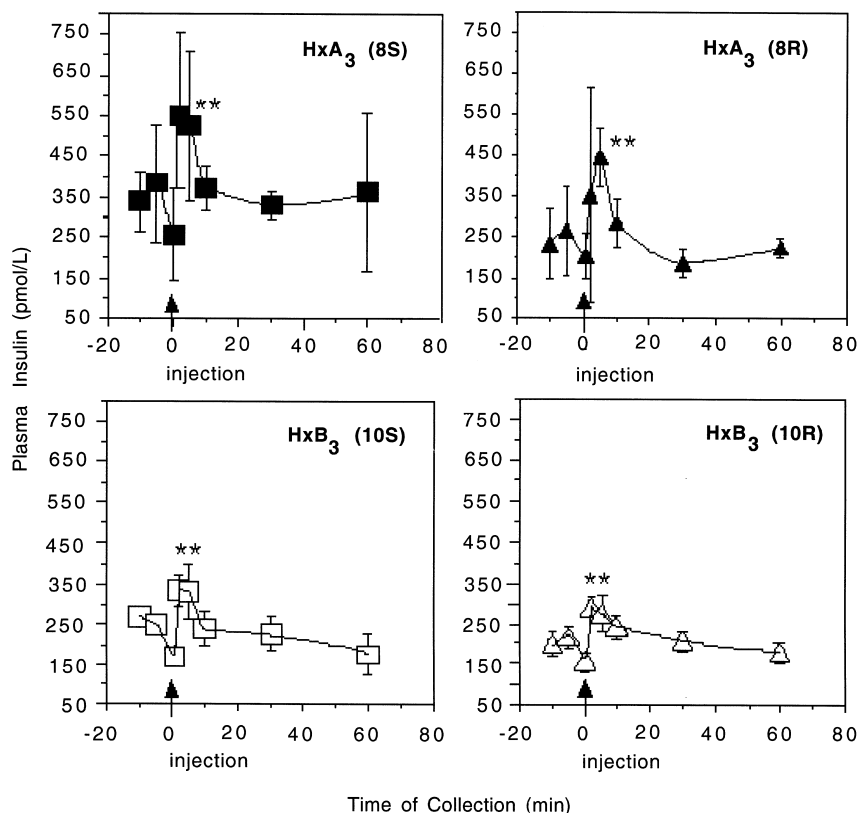 Plasma Insulin (pmol/L)
HxA3 (8S)
750
650
550
450
350
250
150
50
**
-20 0 20 40 60 80
injection
HxA3 (8R)
750
650
550
450
350
250
150
50
**
-20 0 20 40 60 80
injection
HxB3 (10S)
750
650
550
450
350
250
150
50
**
-20 0 20 40 60 80
injection
HxB3 (10R)
750
650
550
450
350
250
150
50
**
-20 0 20 40 60 80
injection
Time of Collection (min)